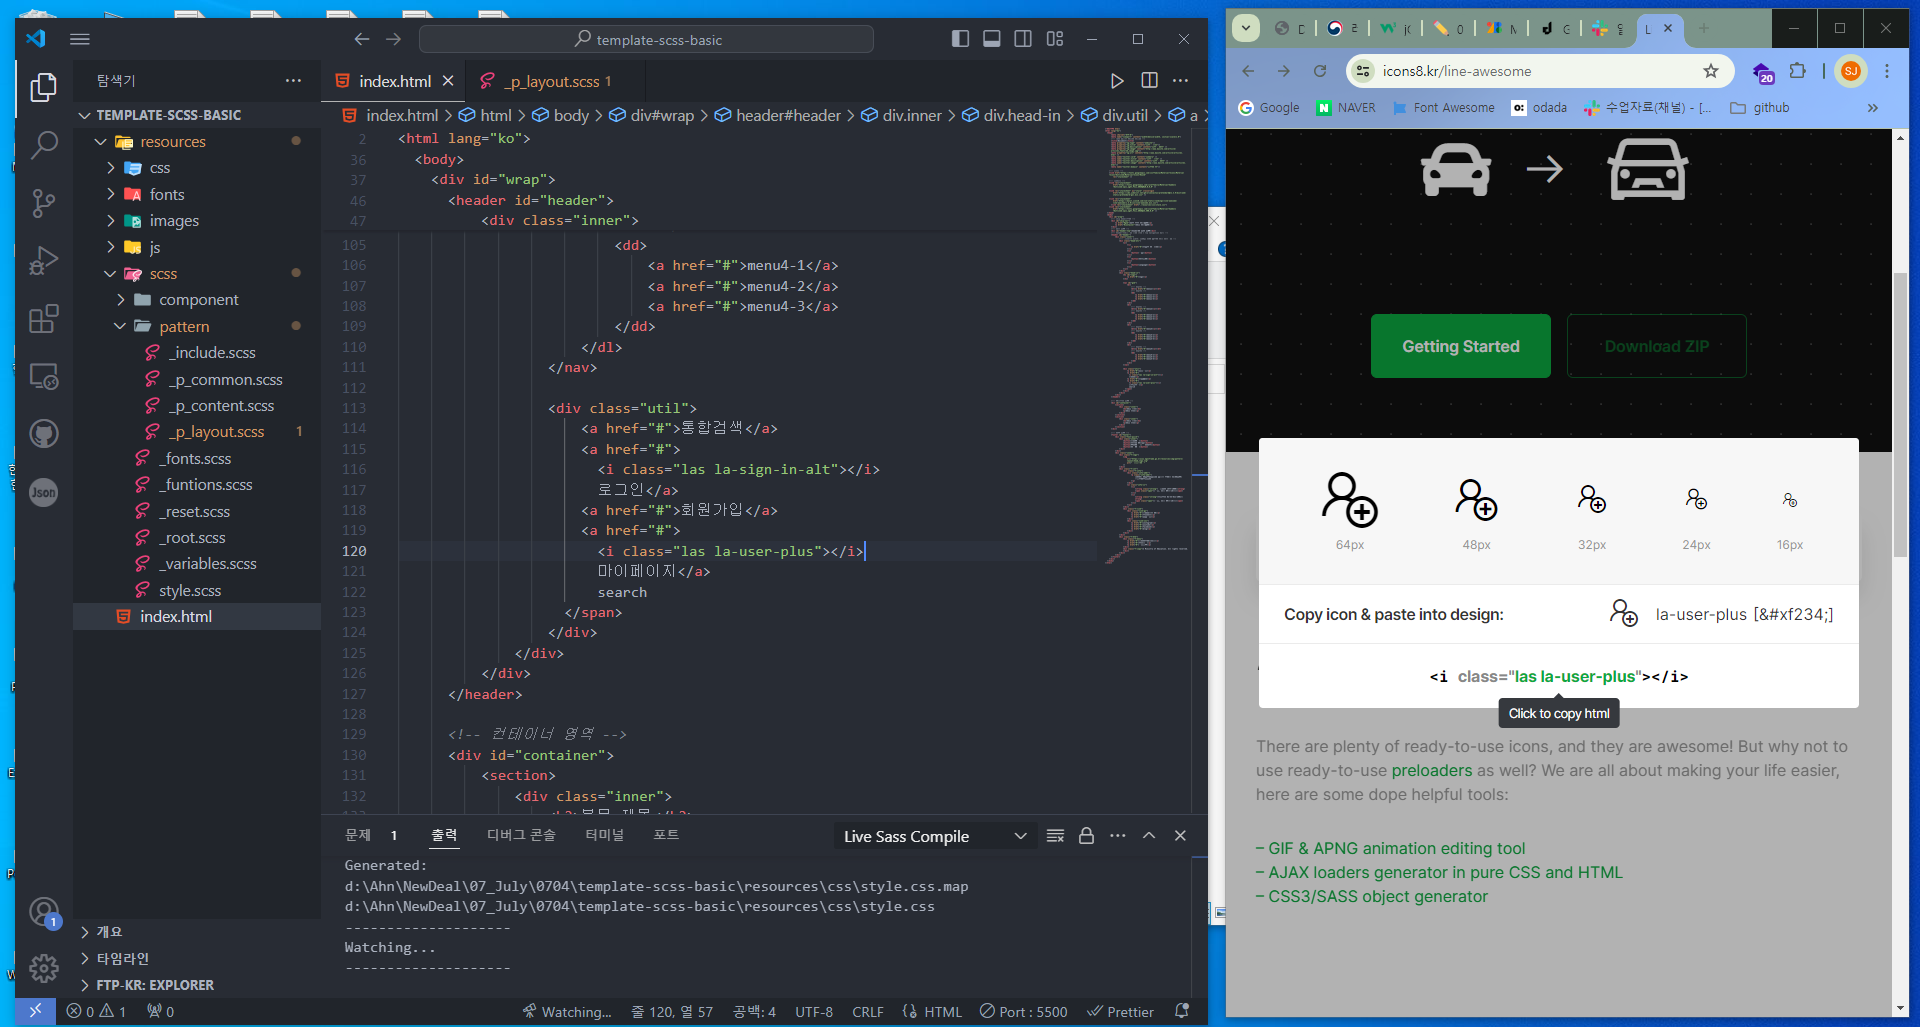 template-scss-basic
탐색기
index.html
_p_layout.scss 1
TEMPLATE-SCSS-BASIC
resources
css
fonts
images
js
scss
component
pattern
_include.scss
_p_common.scss
_p_content.scss
_p_layout.scss 1
_fonts.scss
_funtions.scss
_reset.scss
_root.scss
_variables.scss
style.scss
index.html
Json
1
개요
타임라인
FTP-KR: EXPLORER
index.html > html > body > div#wrap > header#header > div.inner > div.head-in > div.util > a
2 <html lang="ko">
36 <body>
37 <div id="wrap">
46 <header id="header">
47 <div class="inner">
105 <dd>
106 <a href="#">menu4-1</a>
107 <a href="#">menu4-2</a>
108 <a href="#">menu4-3</a>
109 </dd>
110 </dl>
111 </nav>
112
113 <div class="util">
114 <a href="#">통합검색</a>
115 <a href="#">
116 <i class="las la-sign-in-alt"></i>
117 로그인</a>
118 <a href="#">회원가입</a>
119 <a href="#">
120 <i class="las la-user-plus"></i>
121 마이페이지</a>
122 search
123 </span>
124 </div>
125 </div>
126 </div>
127 </header>
128
129 <!-- 컨테이너 영역 -->
130 <div id="container">
131 <section>
132 <div class="inner">
문제 1 출력 디버그 콘솔 터미널 포트
Live Sass Compile
Generated:
d:\Ahn\NewDeal\07_July\0704\template-scss-basic\resources\css\style.css.map
d:\Ahn\NewDeal\07_July\0704\template-scss-basic\resources\css\style.css
--------------------
Watching...
--------------------
0 1 0 Watching... 줄 120, 열 57 공백: 4 UTF-8 CRLF HTML Port : 5500 Prettier
icons8.kr/line-awesome
20
SJ
Google NAVER Font Awesome odada 수업자료(채널) - [... github
Getting Started
Download ZIP
64px 48px 32px 24px 16px
Copy icon & paste into design: la-user-plus [&#xf234;]
<i class="las la-user-plus"></i>
Click to copy html
There are plenty of ready-to-use icons, and they are awesome! But why not to
use ready-to-use preloaders as well? We are all about making your life easier,
here are some dope helpful tools:
– GIF & APNG animation editing tool
– AJAX loaders generator in pure CSS and HTML
– CSS3/SASS object generator